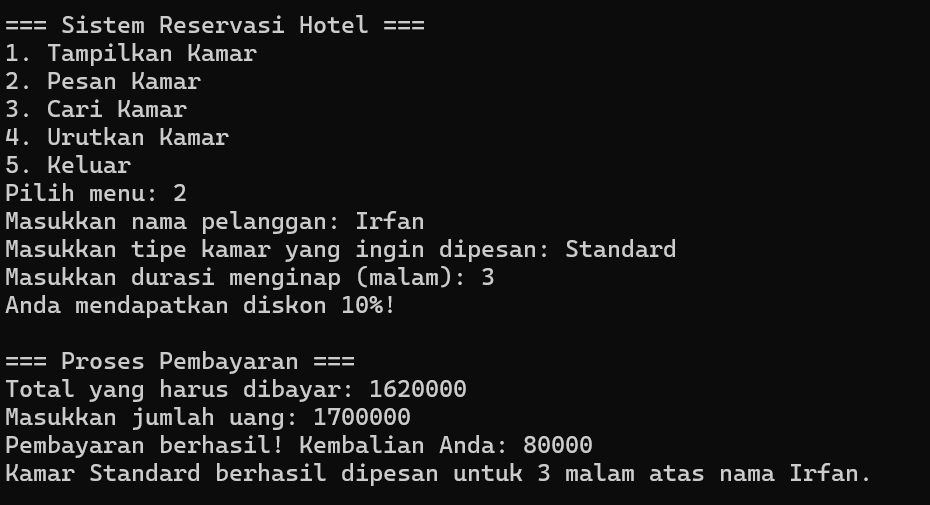 === Sistem Reservasi Hotel ===
1. Tampilkan Kamar
2. Pesan Kamar
3. Cari Kamar
4. Urutkan Kamar
5. Keluar
Pilih menu: 2
Masukkan nama pelanggan: Irfan
Masukkan tipe kamar yang ingin dipesan: Standard
Masukkan durasi menginap (malam): 3
Anda mendapatkan diskon 10%!
=== Proses Pembayaran ===
Total yang harus dibayar: 1620000
Masukkan jumlah uang: 1700000
Pembayaran berhasil! Kembalian Anda: 80000
Kamar Standard berhasil dipesan untuk 3 malam atas nama Irfan.